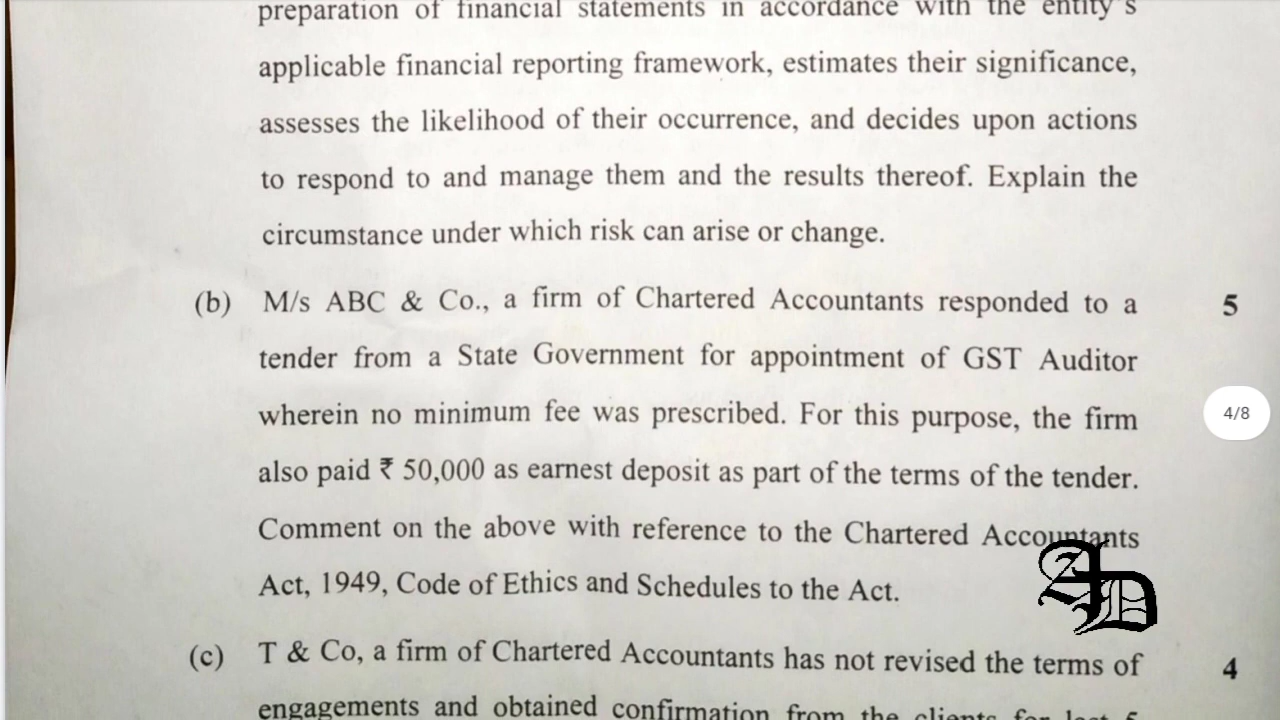 preparation of financial statements in accordance with the entity's
applicable financial reporting framework, estimates their significance,
assesses the likelihood of their occurrence, and decides upon actions
to respond to and manage them and the results thereof. Explain the
circumstance under which risk can arise or change.
(b) M/s ABC & Co., a firm of Chartered Accountants responded to a 5
tender from a State Government for appointment of GST Auditor
wherein no minimum fee was prescribed. For this purpose, the firm
4/8
also paid ₹ 50,000 as earnest deposit as part of the terms of the tender.
Comment on the above with reference to the Chartered Accountants
Act, 1949, Code of Ethics and Schedules to the Act.
AD
(c) T & Co, a firm of Chartered Accountants has not revised the terms of 4
engagements and obtained confirmation from the clients for last 5